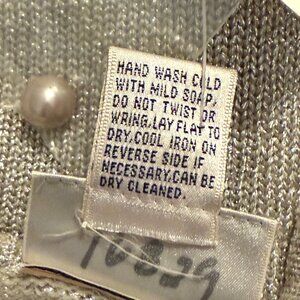 HAND WASH COLD
WITH MILD SOAP,
DO NOT TWIST OR
WRING.LAY FLAT TO
DRY.COOL IRON ON
REVERSE SIDE IF
NECESSARY.CAN BE
DRY CLEANED.
10829